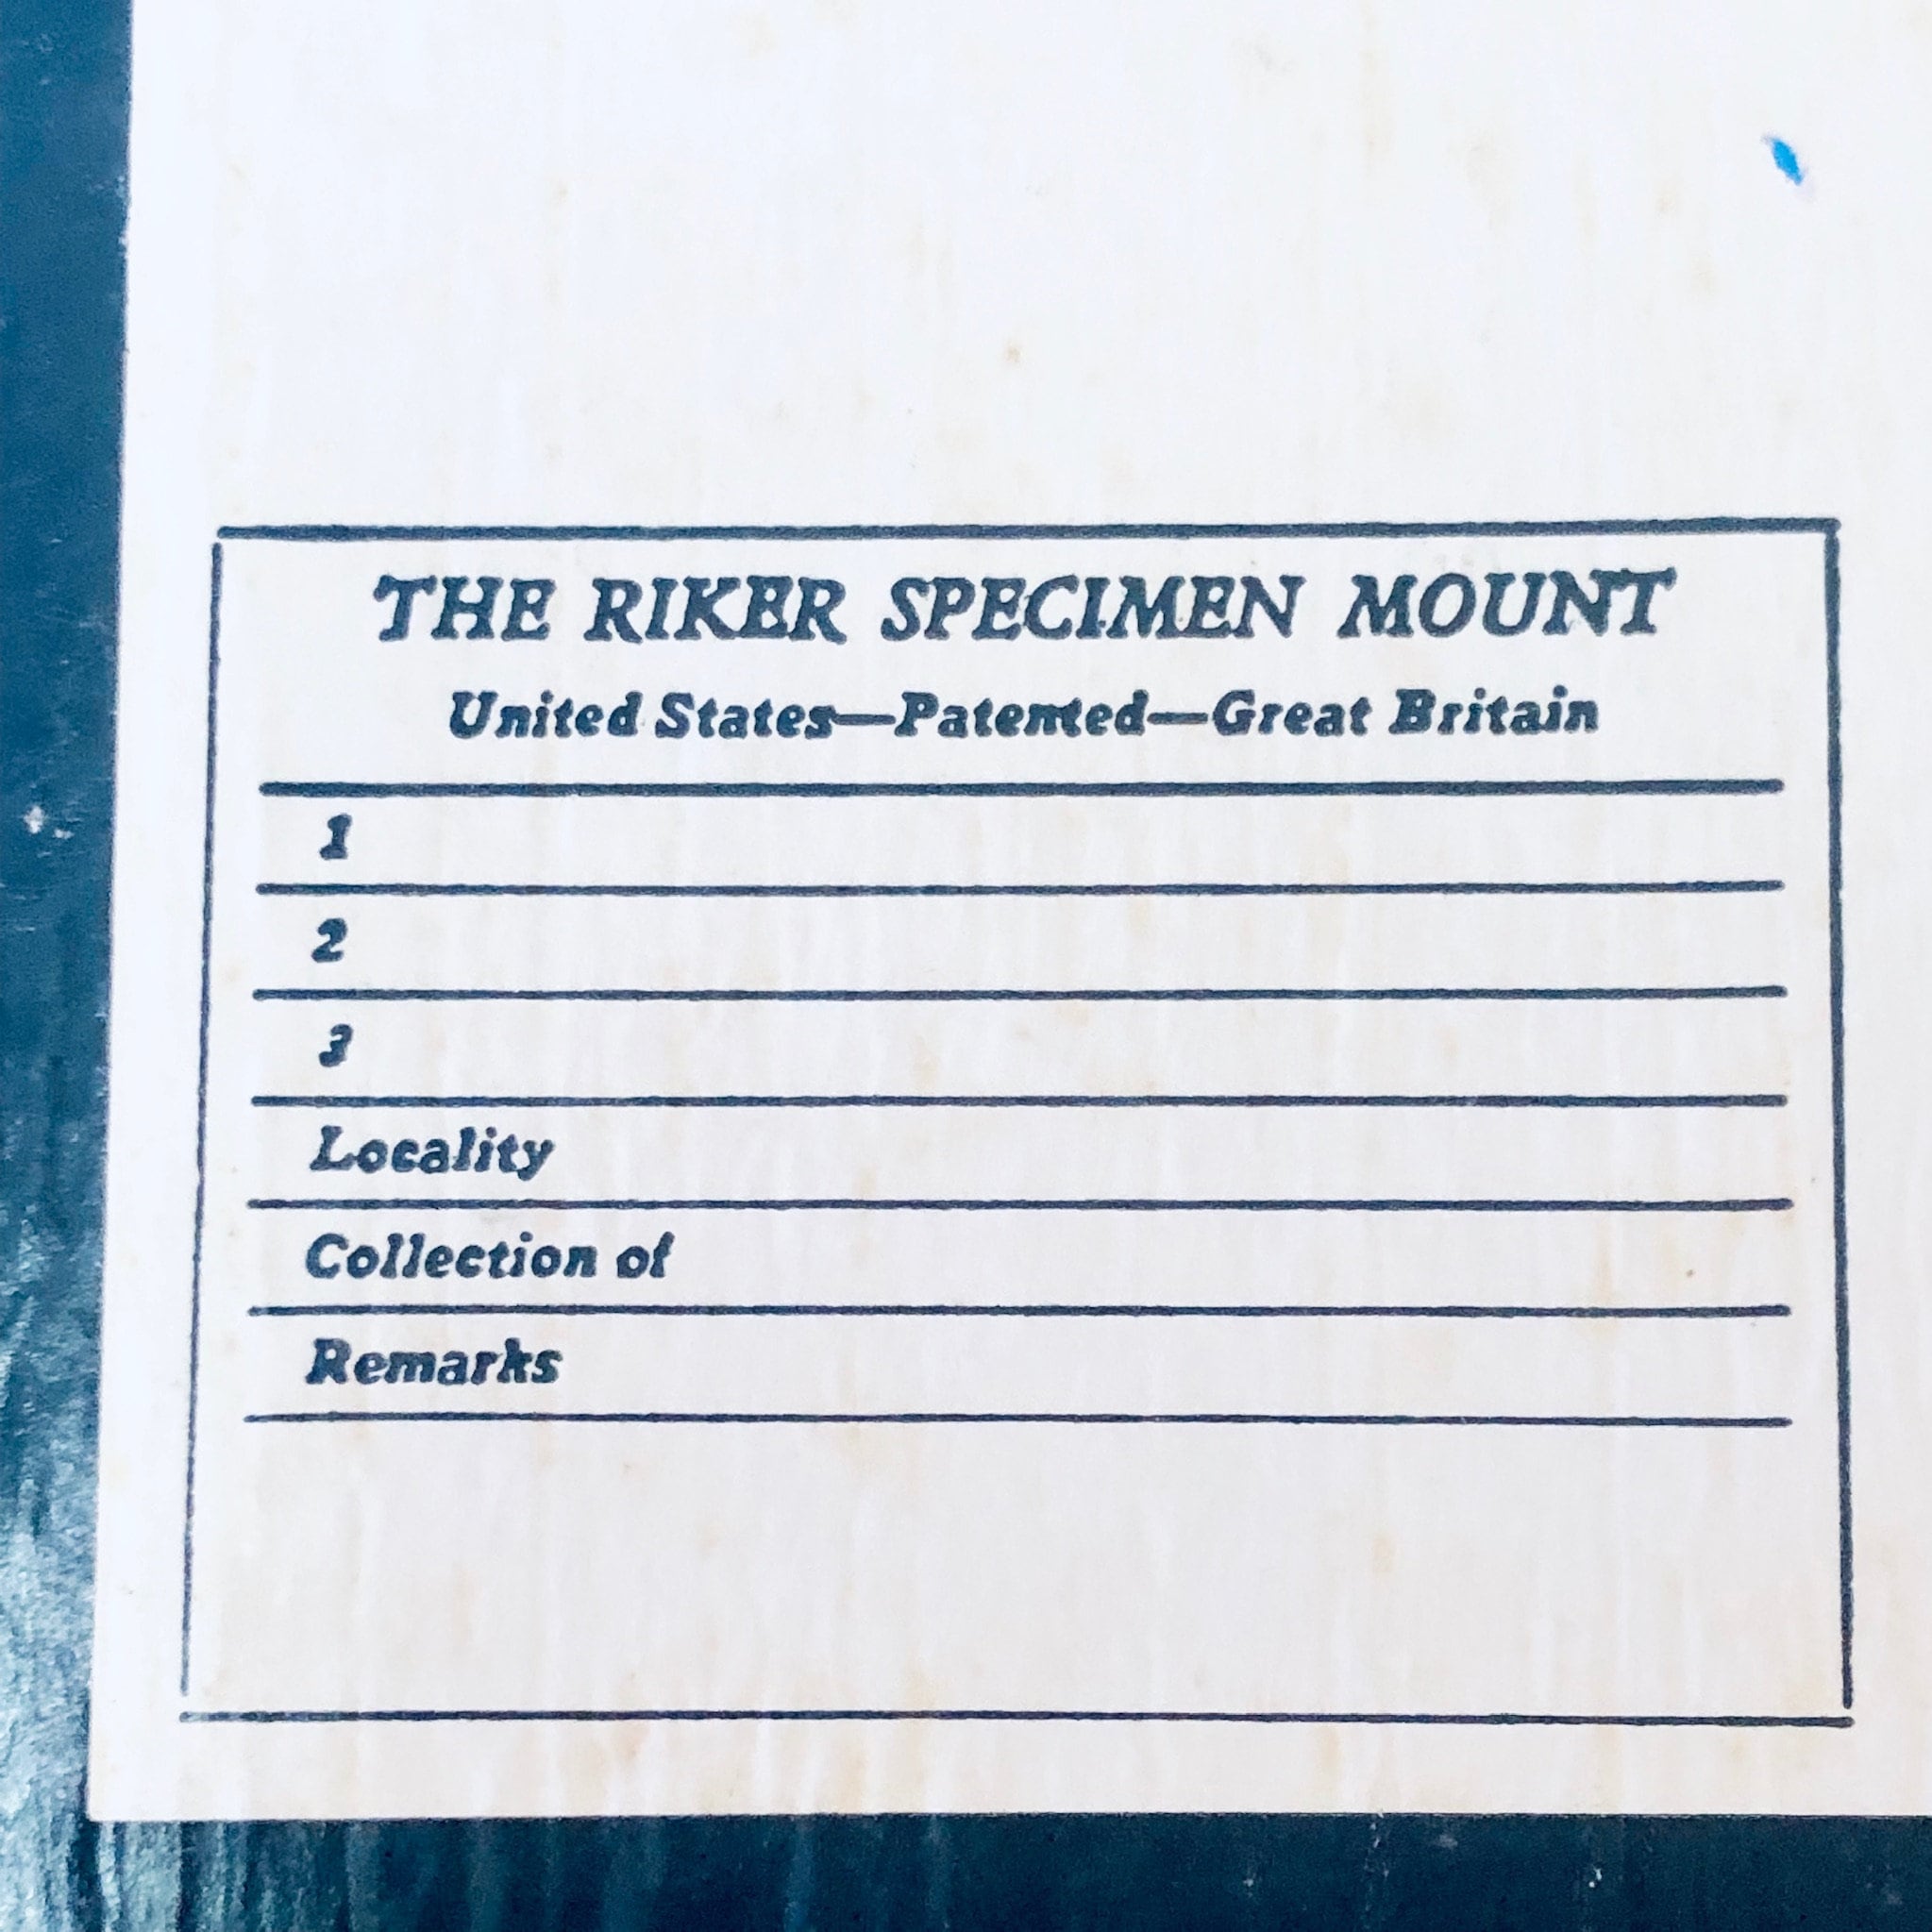 THE RIKER SPECIMEN MOUNT
United States—Patented—Great Britain
1
2
3
Locality
Collection of
Remarks